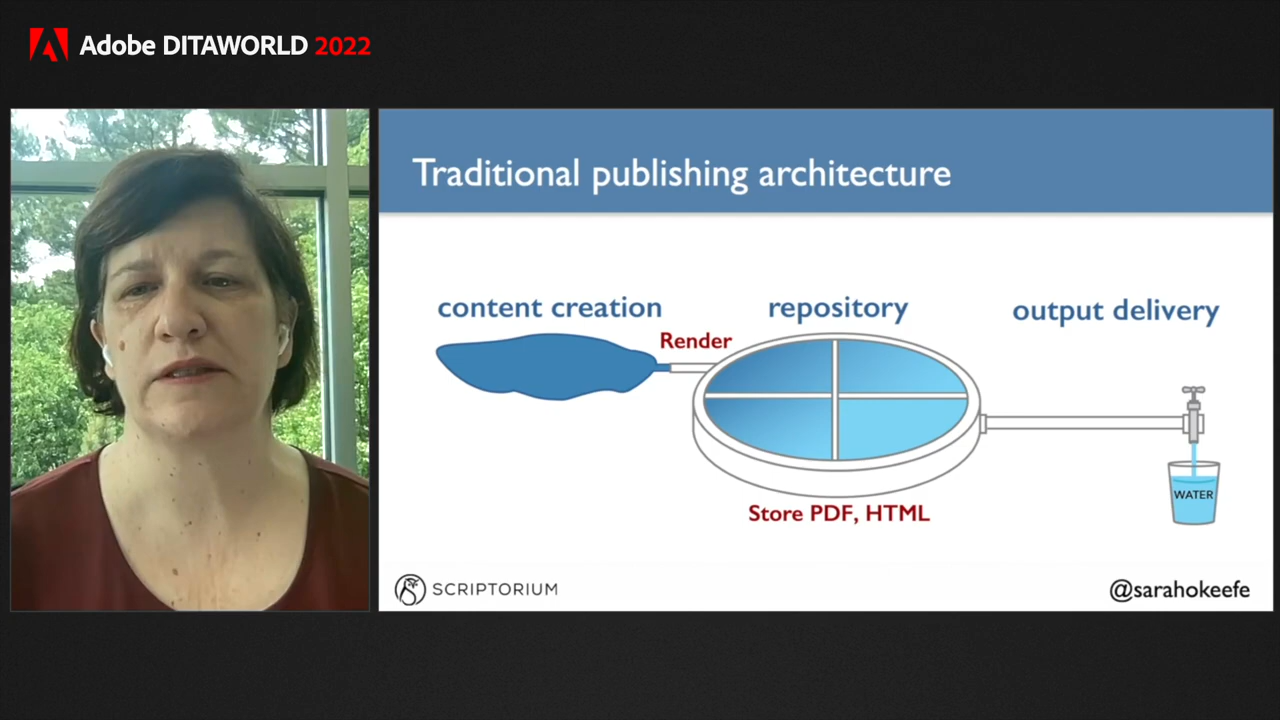 Adobe DITAWORLD 2022
Traditional publishing architecture
content creation
repository
output delivery
Render
WATER
Store PDF, HTML
SCRIPTORIUM
@sarahokeefe